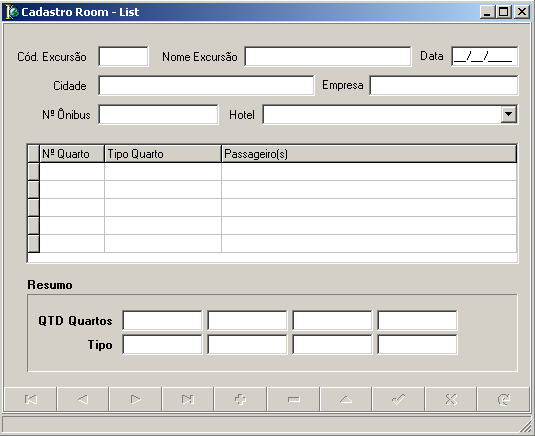 Cadastro Room - List
Cód. Excursão Nome Excursão Data __/__/____
Cidade Empresa
Nº Ônibus Hotel
Nº Quarto Tipo Quarto Passageiro(s)
Resumo
QTD Quartos
Tipo